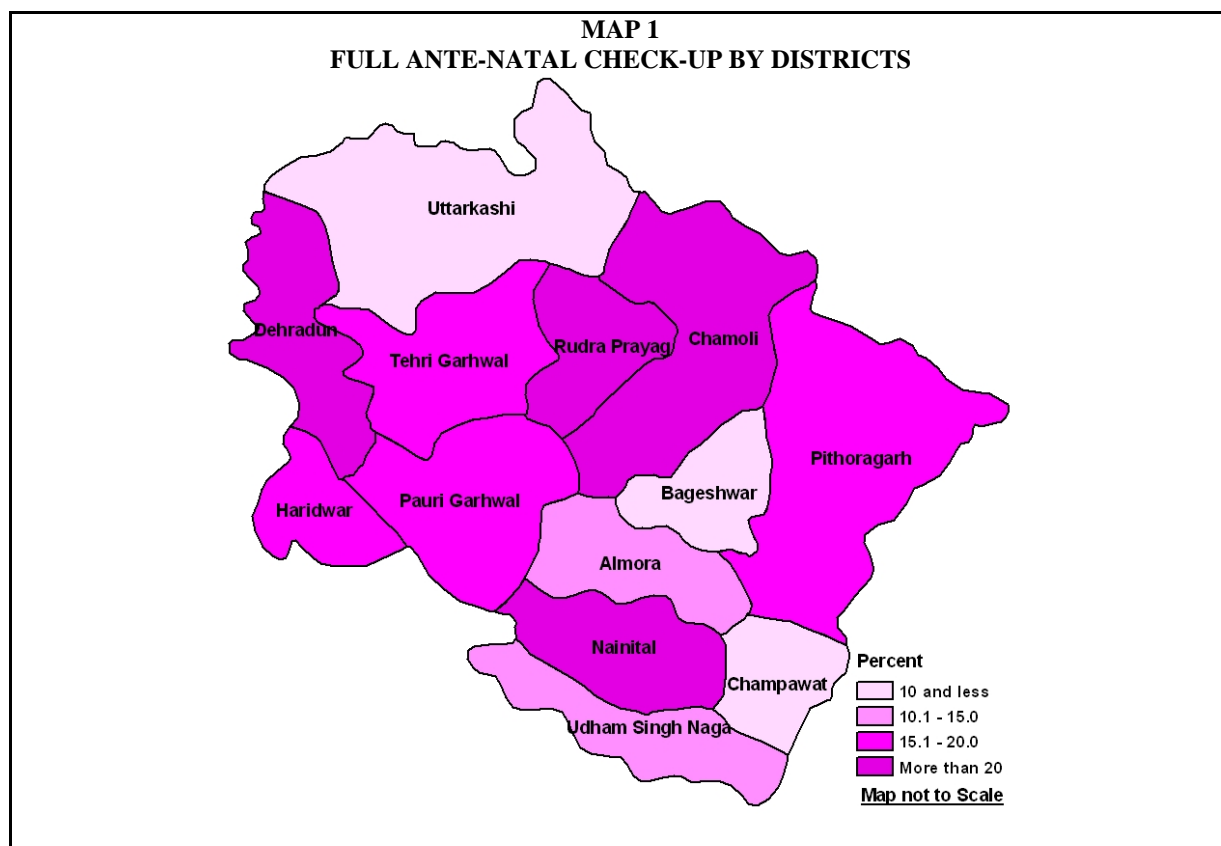 MAP 1
FULL ANTE-NATAL CHECK-UP BY DISTRICTS
Uttarkashi
Dehradun
Tehri Garhwal
Rudra Prayag
Chamoli
Pithoragarh
Haridwar
Pauri Garhwal
Bageshwar
Almora
Nainital
Champawat
Udham Singh Naga
Percent
10 and less
10.1 - 15.0
15.1 - 20.0
More than 20
Map not to Scale